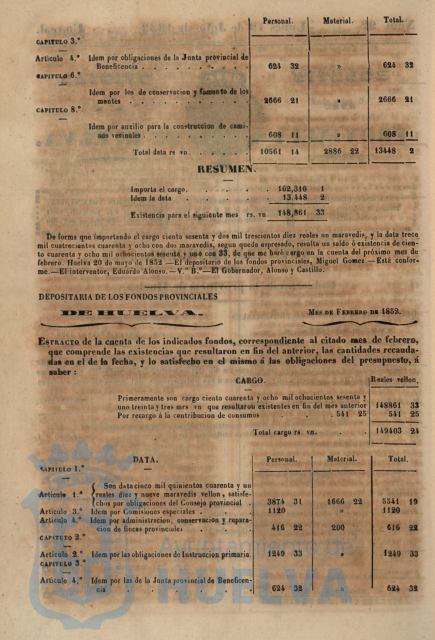 Personal. Material. Total.
CAPITULO 3.°
Artículo 4.° Idem por obligaciones de la Junta provincial de
Beneficencia . . . . . . . 624 32 » 624 32
CAPITULO 6.°
Idem por los de conservacion y fomento de los
montes . . . . . . . 2666 21 » 2666 21
CAPITULO 8.°
Idem por auxilio para la construccion de cami-
nos vecinales . . . . . . 608 11 » 608 11
Total data rs vn. . . . . 10561 14 2886 22 13448 2
RESUMEN.
Importa el cargo. . . . . 162,310 1
Idem la data . . . . . 13,448 2
Existencia para el siguiente mes rs. vn 148,861 33
De forma que importando el cargo ciento sesenta y dos mil trescientos diez reales no maravedis, y la data trece
mil cuatrocientos cuarenta y ocho con dos maravedis, segun queda espresado, resulta un saldo ó existencia de cien-
to cuarenta y ocho mil ochocientos sesenta y uno con 33, de que me haré cargo en la cuenta del próximo mes de
febrero. Huelva 20 de mayo de 1852.—El depositario de los fondos provinciales, Miguel Gomez.—Está confor-
me.—El interventor, Eduardo Alonso.—V.° B.°—El Gobernador, Alonso y Castillo.
DEPOSITARIA DE LOS FONDOS PROVINCIALES
DE HUELVA. MES DE FEBRERO DE 1852.
ESTRACTO de la cuenta de los indicados fondos, correspondiente al citado mes de febrero,
que comprende las existencias que resultaron en fin del anterior, las cantidades recauda-
das en el de la fecha, y lo satisfecho en el mismo á las obligaciones del presupuesto, á
saber:
CARGO. Reales vellon.
Primeramente son cargo ciento cuarenta y ocho mil ochocientos sesenta y
uno treinta y tres mrs vn que resultaron existentes en fin del mes anterior 148861 33
Por recargo á la contribucion de consumos . . . 541 25 541 25
Total cargo rs. vn. . . . 149403 24
DATA. Personal. Material. Total.
CAPITULO 1.°
Son data cinco mil quinientos cuarenta y un
Artículo 1.° reales diez y nueve maravedis vellon, satisfe-
chos por obligaciones del Consejo provincial . 3874 31 1666 22 5541 19
Artículo 3.° Idem por Comisiones especiales . . 1120 » 1120
Artículo 4.° Idem por administracion, conservacion y repara-
cion de fincas provinciales . . . 416 22 200 616 22
CAPITUTO 2.°
Artículo 2.° Idem por las obligaciones de Instruccion primaria. 1249 33 » 1249 33
CAPITULO 3.°
Artículo 4.° Idem por las de la Junta provincial de Beneficen-
cia . . . . . . . 624 32 » 624 32
HUELVA